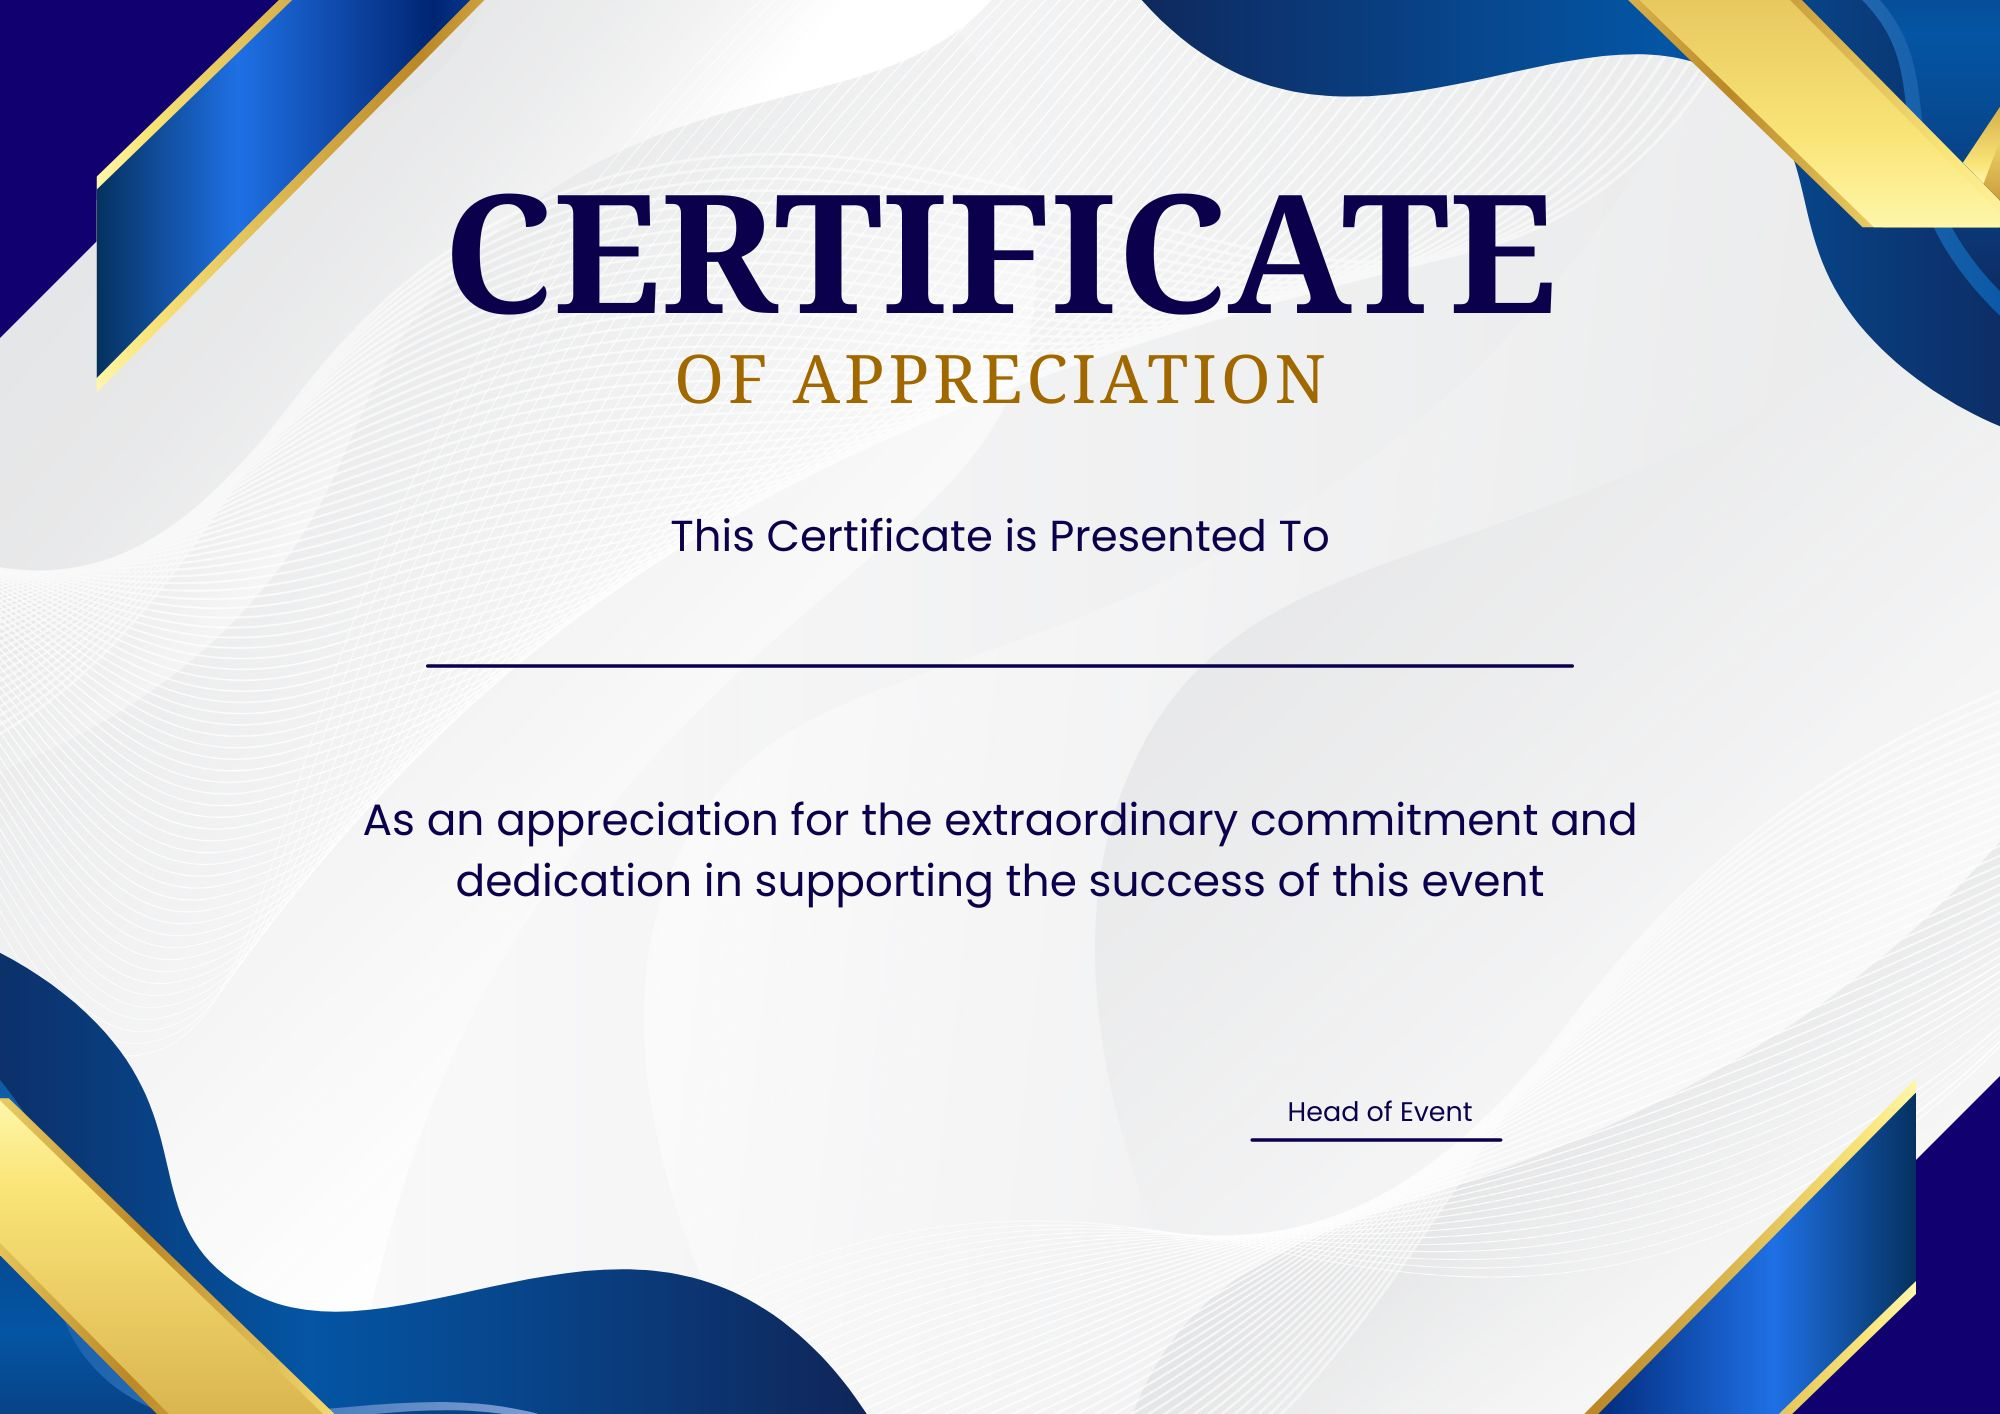 CERTIFICATE
OF APPRECIATION
This Certificate is Presented To
As an appreciation for the extraordinary commitment and
dedication in supporting the success of this event
Head of Event